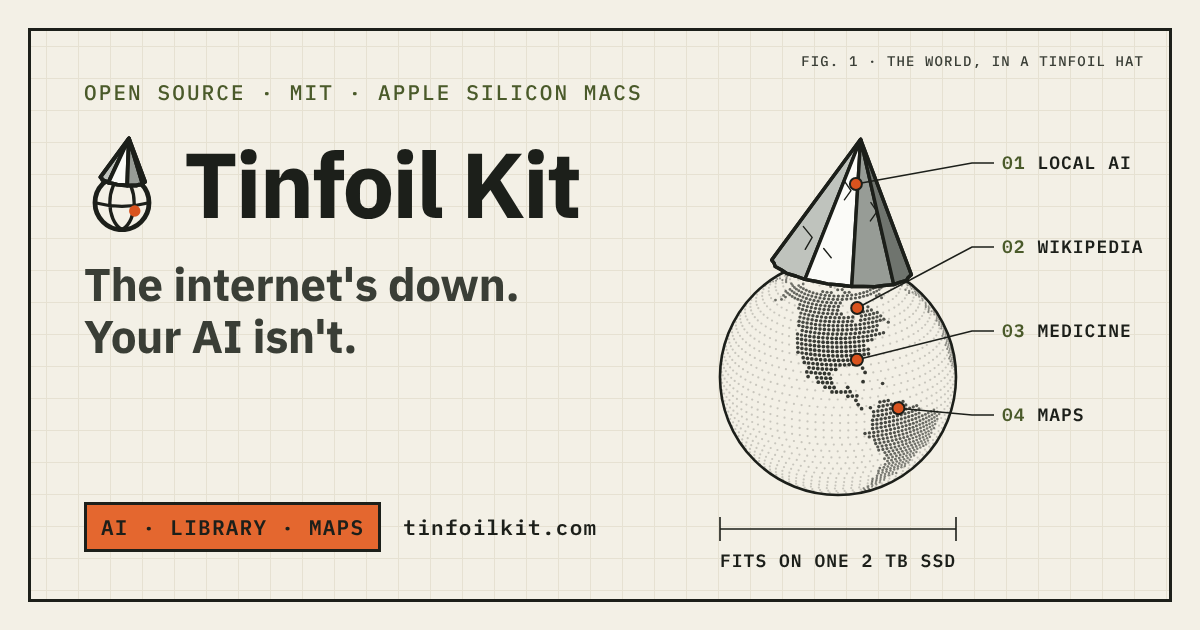 FIG. 1 · THE WORLD, IN A TINFOIL HAT
OPEN SOURCE · MIT · APPLE SILICON MACS
Tinfoil Kit
The internet's down.
Your AI isn't.
AI · LIBRARY · MAPS
tinfoilkit.com
01 LOCAL AI
02 WIKIPEDIA
03 MEDICINE
04 MAPS
FITS ON ONE 2 TB SSD